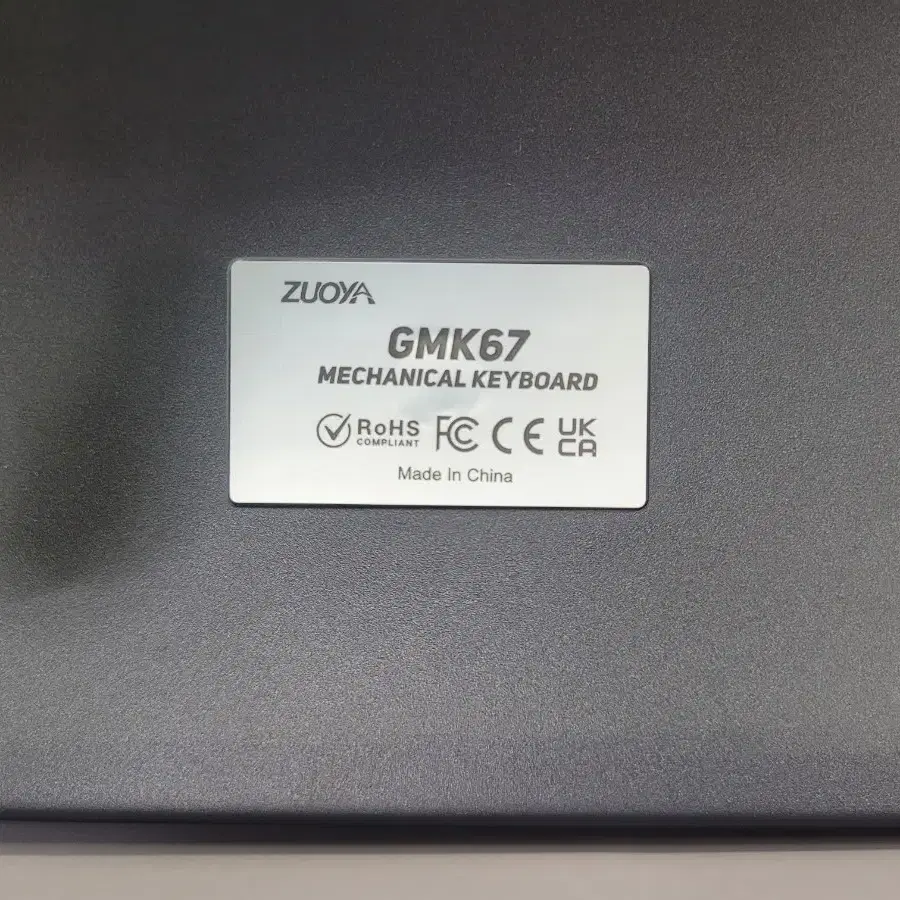 ZUOYA
GMK67
MECHANICAL KEYBOARD
RoHS COMPLIANT FC CE UK CA
Made In China